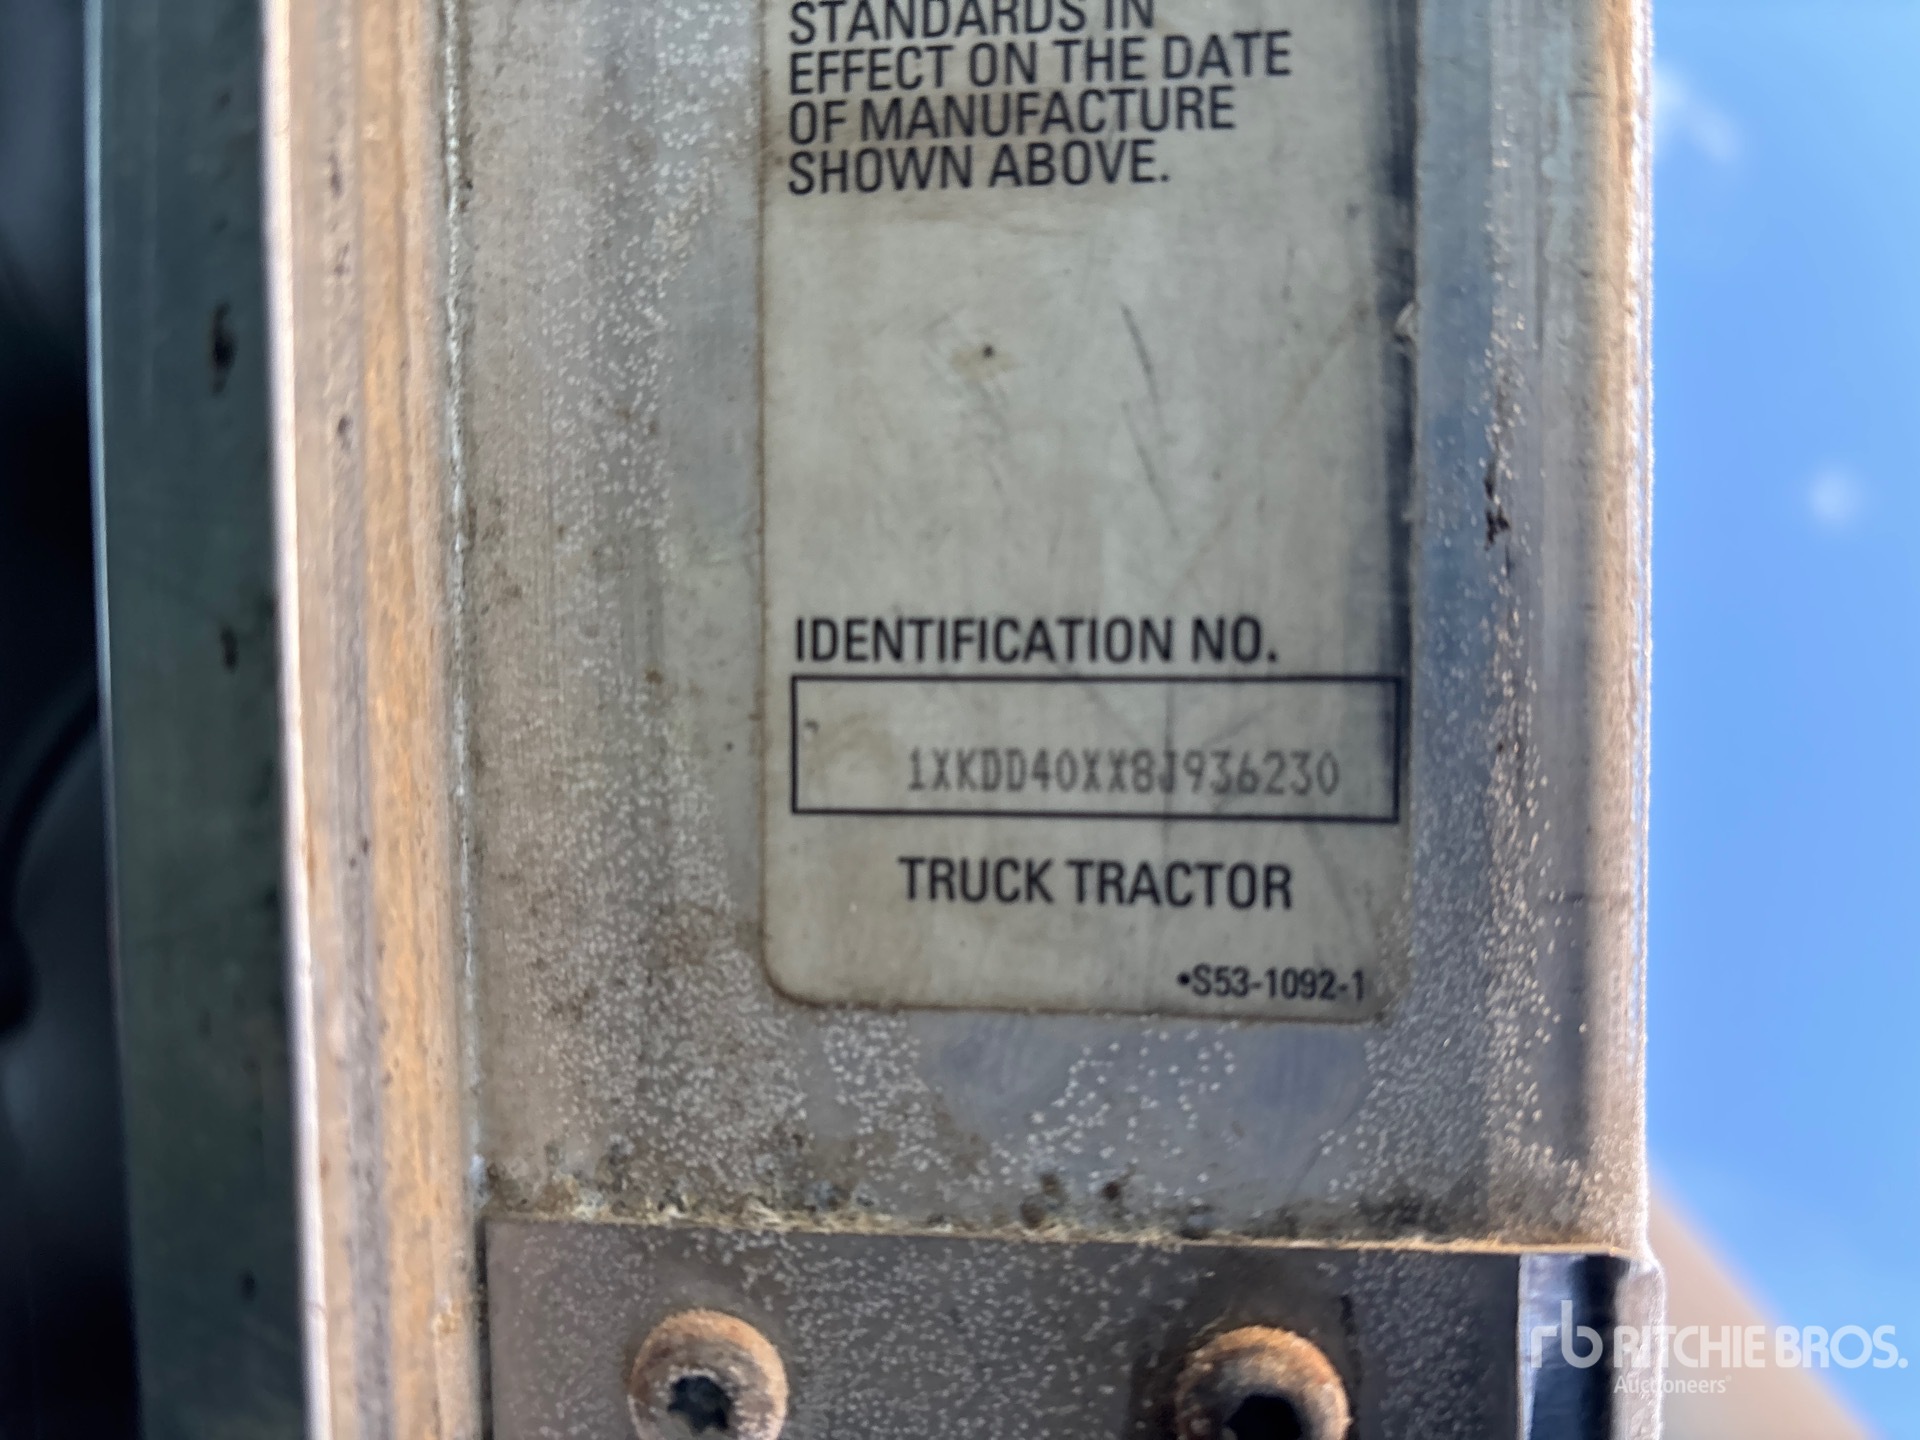 STANDARDS IN
EFFECT ON THE DATE
OF MANUFACTURE
SHOWN ABOVE.
IDENTIFICATION NO.
1XKDD40XX8J936230
TRUCK TRACTOR
•S53-1092-1
rb RITCHIE BROS.
Auctioneers